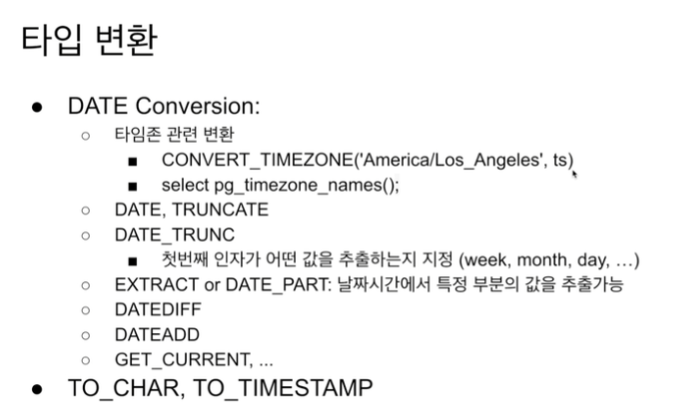 타입 변환
● DATE Conversion:
○ 타임존 관련 변환
■ CONVERT_TIMEZONE('America/Los_Angeles', ts)
■ select pg_timezone_names();
○ DATE, TRUNCATE
○ DATE_TRUNC
■ 첫번째 인자가 어떤 값을 추출하는지 지정 (week, month, day, …)
○ EXTRACT or DATE_PART: 날짜시간에서 특정 부분의 값을 추출가능
○ DATEDIFF
○ DATEADD
○ GET_CURRENT, ...
● TO_CHAR, TO_TIMESTAMP